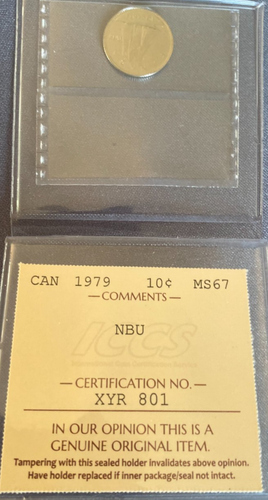 CAN 1979 10¢ MS67
— COMMENTS —
NBU
ICCS
— CERTIFICATION NO. —
XYR 801
IN OUR OPINION THIS IS A
GENUINE ORIGINAL ITEM.
Tampering with this sealed holder invalidates above opinion.
Have holder replaced if inner package/seal not intact.